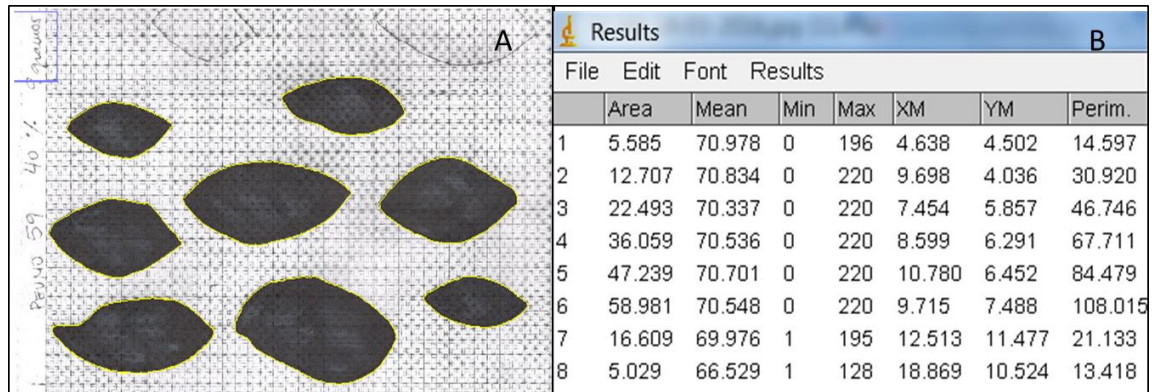 A
Peumo 59 40 % gramos
B
Results
File Edit Font Results
Area Mean Min Max XM YM Perim.
1 5.585 70.978 0 196 4.638 4.502 14.597
2 12.707 70.834 0 220 9.698 4.036 30.920
3 22.493 70.337 0 220 7.454 5.857 46.746
4 36.059 70.536 0 220 8.599 6.291 67.711
5 47.239 70.701 0 220 10.780 6.452 84.479
6 58.981 70.548 0 220 9.715 7.488 108.015
7 16.609 69.976 1 195 12.513 11.477 21.133
8 5.029 66.529 1 128 18.869 10.524 13.418